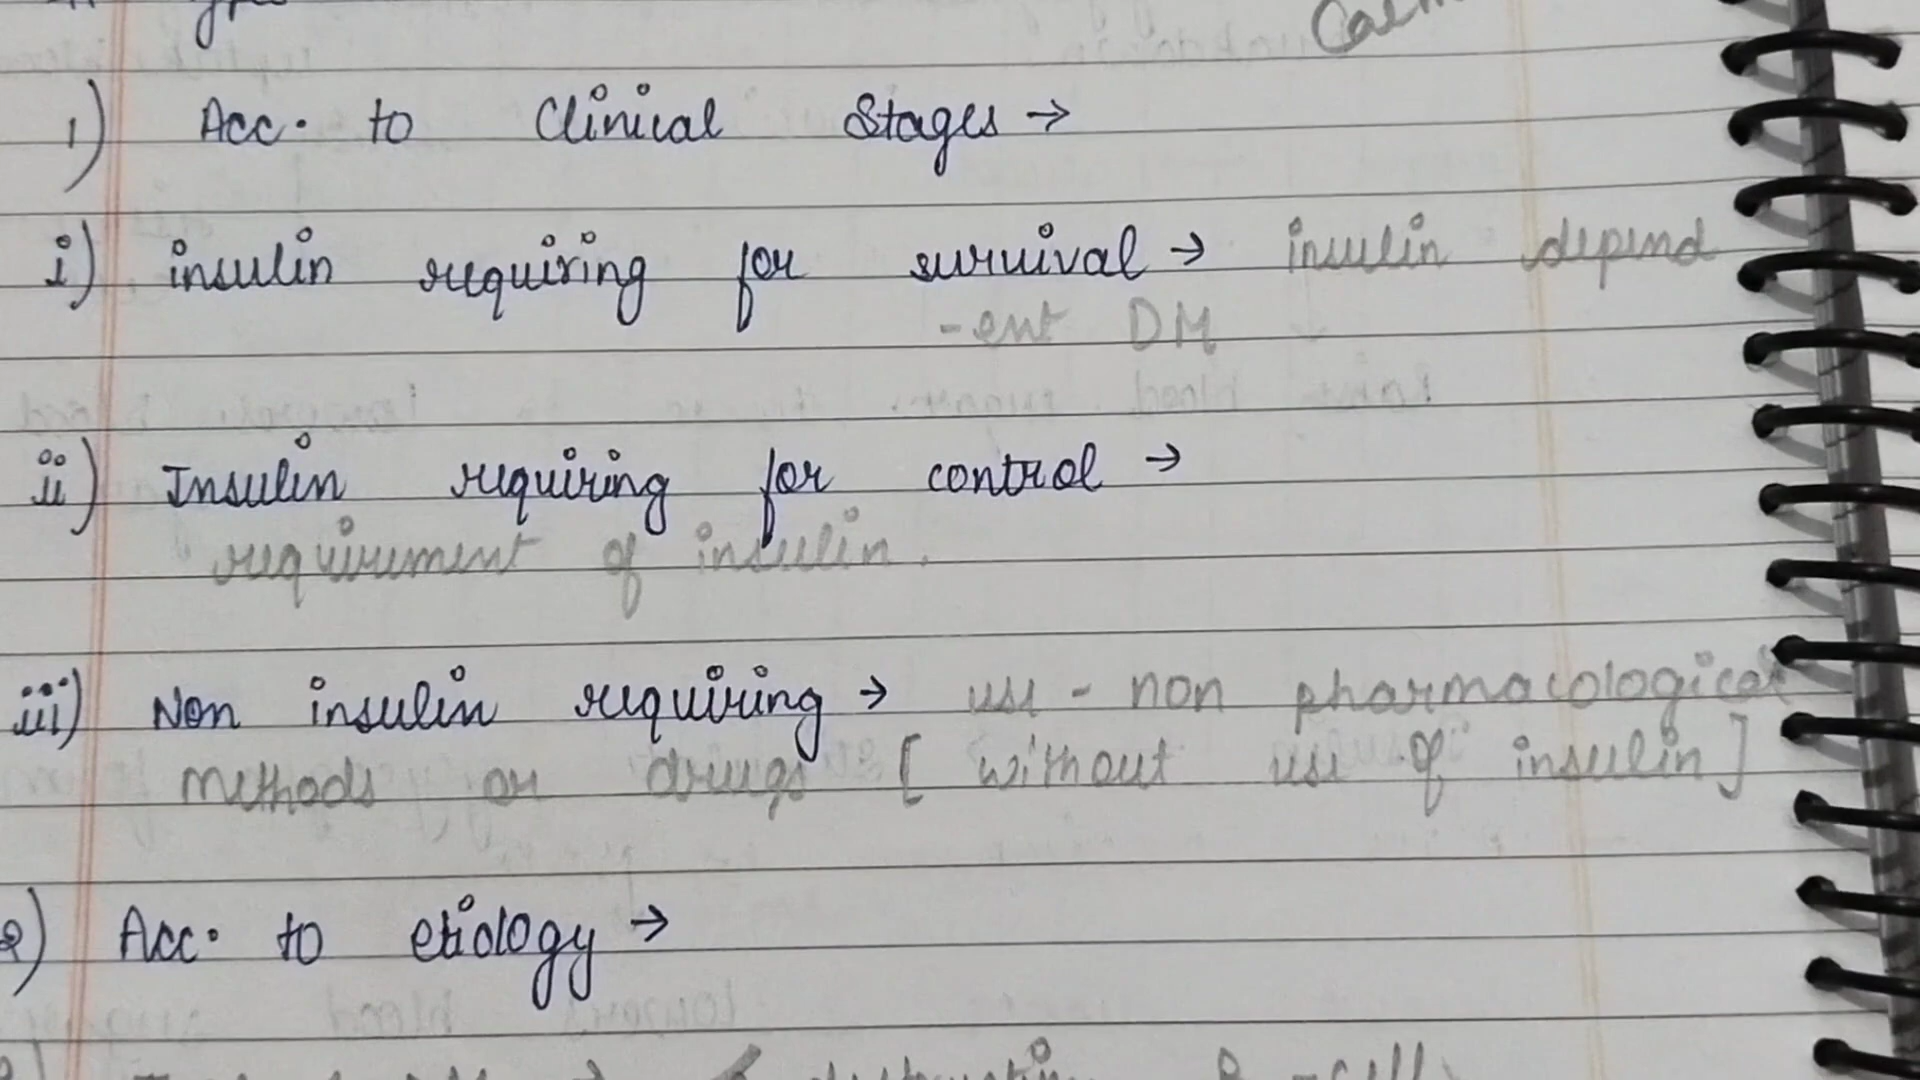 1) Acc. to Clinical Stages →
i) insulin requiring for survival → insulin depend
-ent DM
ii) Insulin requiring for control →
requirement of insulin.
iii) Non insulin requiring → use - non pharmacological
methods or drugs [ without use of insulin]
2) Acc. to etiology →